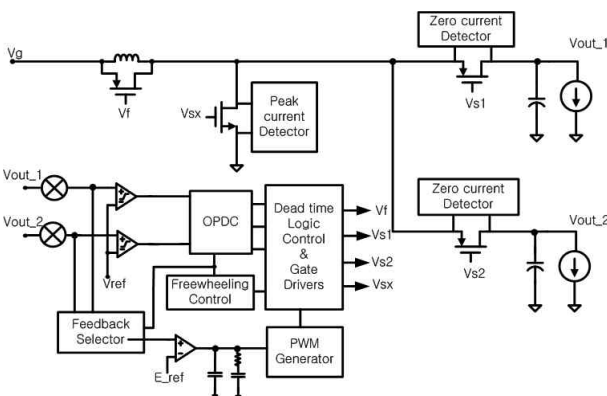 Zero current
Detector
Vout_1
Vg
Vf
Vsx
Peak
current
Detector
Vs1
Vout_1
Vout_2
Vref
OPDC
Freewheeling
Control
Dead time
Logic
Control
&
Gate
Drivers
Vf
Vs1
Vs2
Vsx
Zero current
Detector
Vout_2
Vs2
Feedback
Selector
E_ref
PWM
Generator